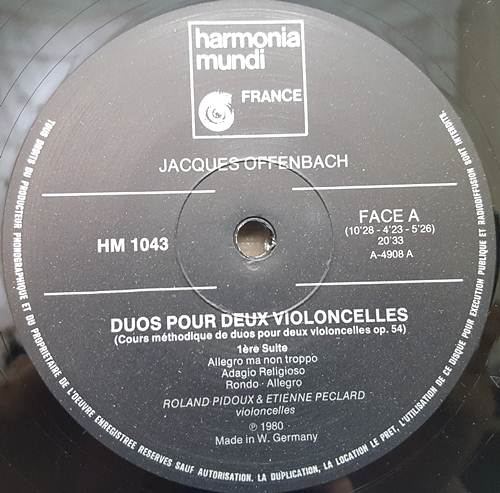 harmonia
mundi
FRANCE
JACQUES OFFENBACH
HM 1043
FACE A
(10'28 - 4'23 - 5'26)
20'33
A-4908 A
DUOS POUR DEUX VIOLONCELLES
(Cours méthodique de duos pour deux violoncelles op. 54)
1ère Suite
Allegro ma non troppo
Adagio Religioso
Rondo - Allegro
ROLAND PIDOUX & ETIENNE PECLARD
violoncelles
℗ 1980
Made in W. Germany
TOUS DROITS DU PRODUCTEUR PHONOGRAPHIQUE ET DU PROPRIETAIRE DE L'ŒUVRE ENREGISTREE RESERVES SAUF AUTORISATION. LA DUPLICATION, LA LOCATION LE PRET, L'UTILISATION DE CE DISQUE POUR EXECUTION PUBLIQUE ET RADIODIFFUSION SONT INTERDITE.